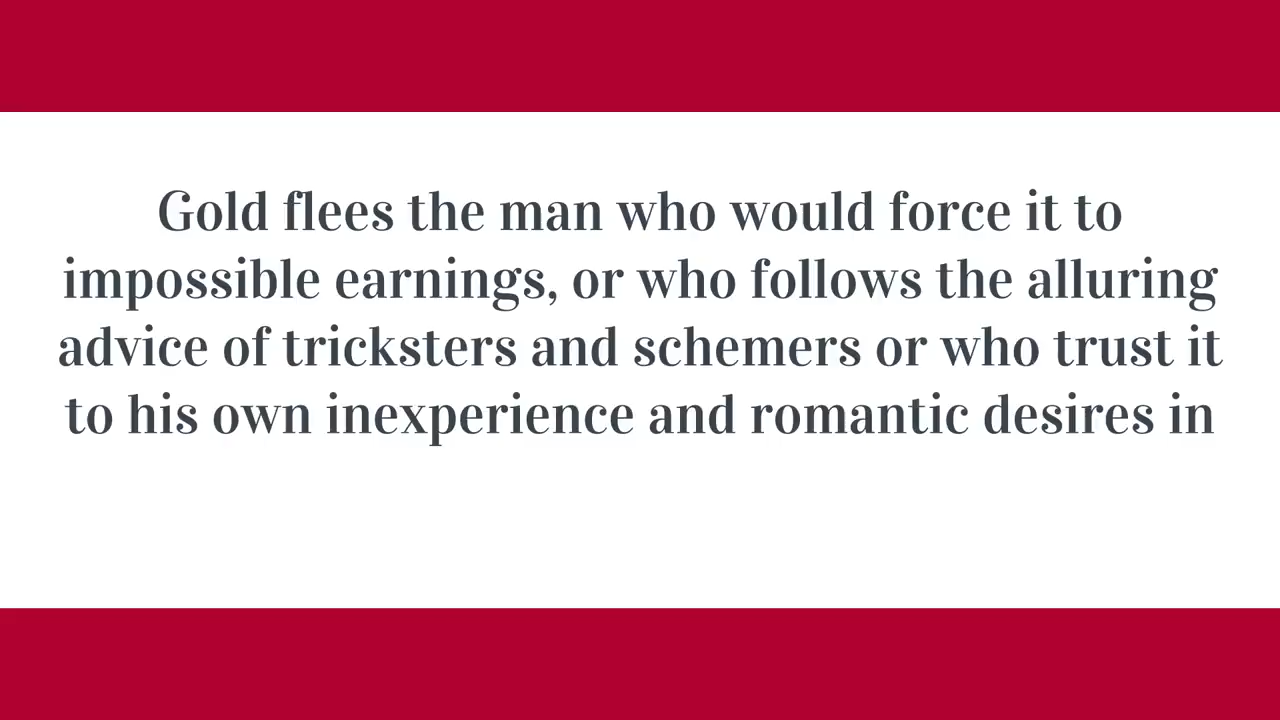 Gold flees the man who would force it to
impossible earnings, or who follows the alluring
advice of tricksters and schemers or who trust it
to his own inexperience and romantic desires in